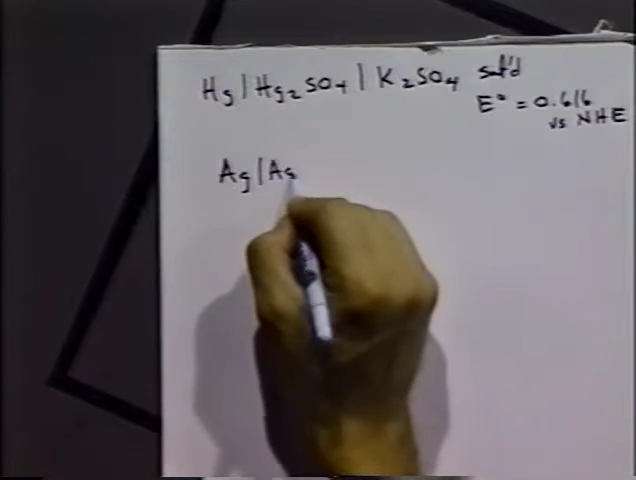 Hg|Hg2SO4|K2SO4 sat'd
E° = 0.616
vs NHE
Ag|Ag